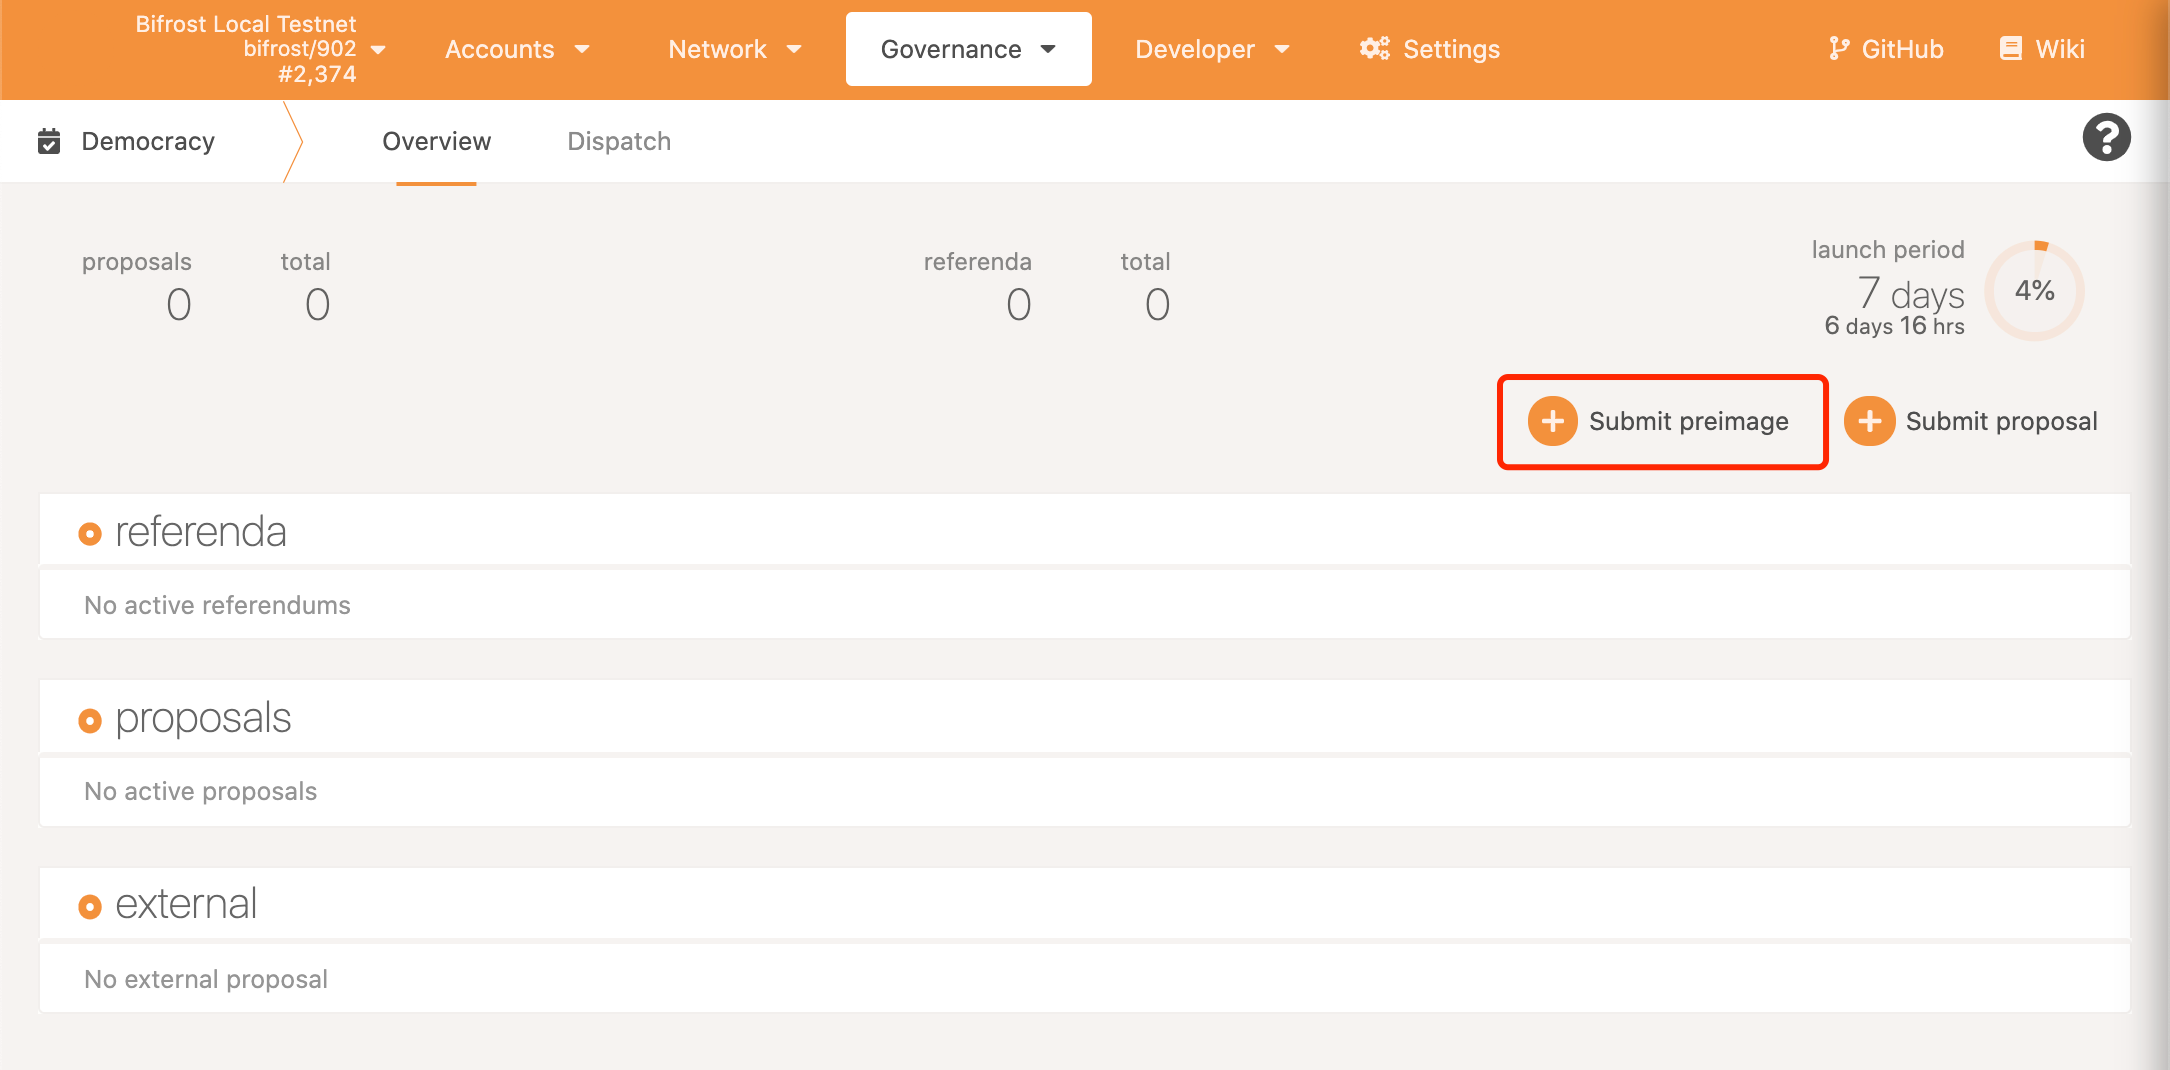 Bifrost Local Testnet
bifrost/902
#2,374
Accounts
Network
Governance
Developer
Settings
GitHub
Wiki
Democracy
Overview
Dispatch
?
proposals
0
total
0
referenda
0
total
0
launch period
7 days
6 days 16 hrs
4%
Submit preimage
Submit proposal
referenda
No active referendums
proposals
No active proposals
external
No external proposal